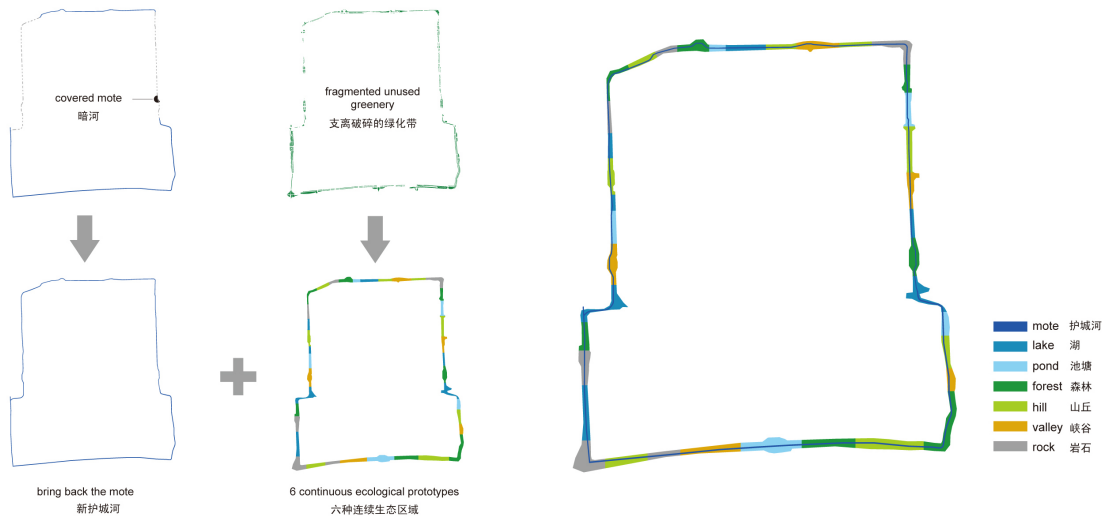 covered mote
暗河
fragmented unused
greenery
支离破碎的绿化带
bring back the mote
新护城河
6 continuous ecological prototypes
六种连续生态区域
mote 护城河
lake 湖
pond 池塘
forest 森林
hill 山丘
valley 峡谷
rock 岩石